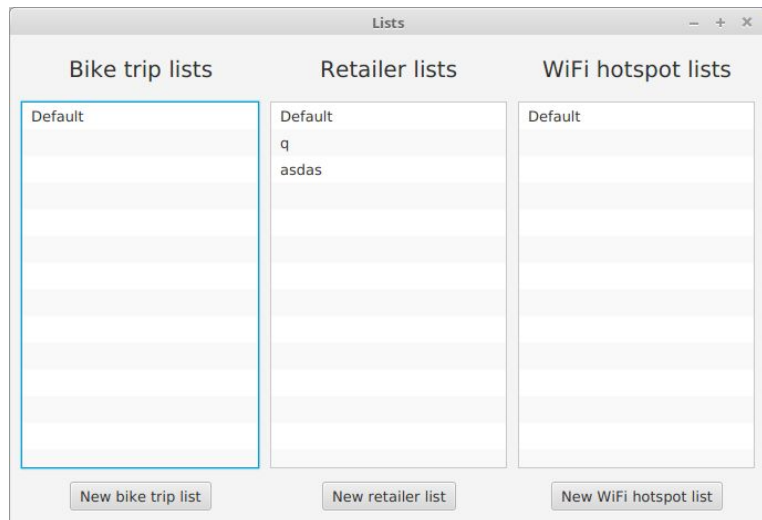 Lists
Bike trip lists
Retailer lists
WiFi hotspot lists
Default
Default
q
asdas
Default
New bike trip list
New retailer list
New WiFi hotspot list